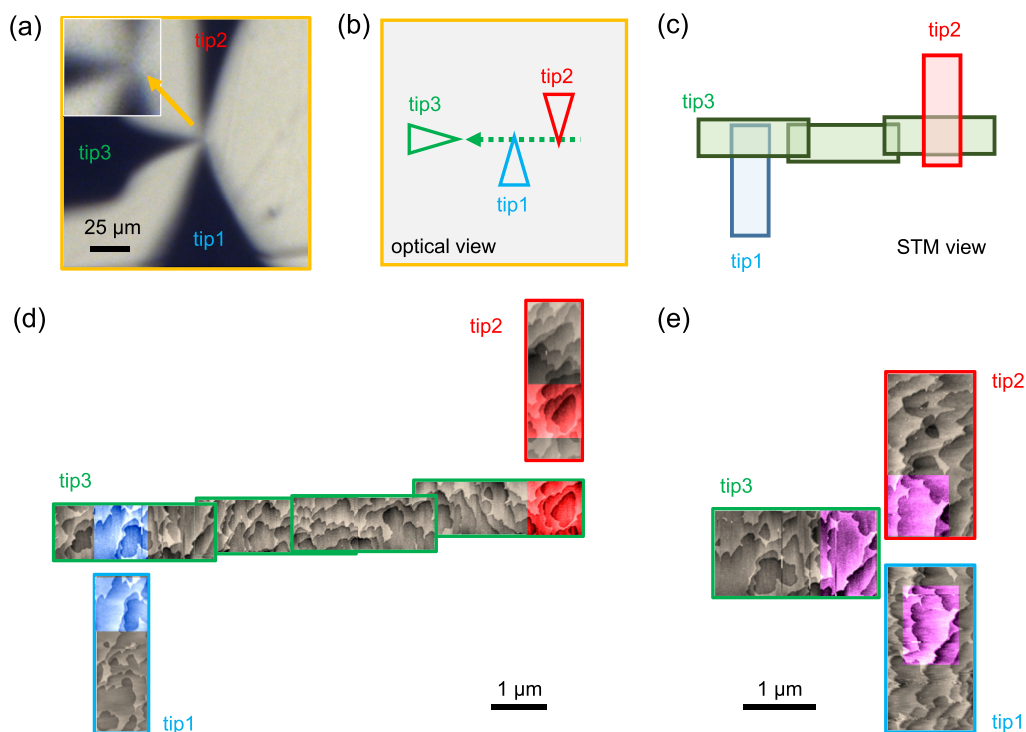 (a)
tip2
tip3
25 µm
tip1
(b)
tip2
tip3
tip1
optical view
(c)
tip2
tip3
tip1
STM view
(d)
tip2
tip3
1 µm
tip1
(e)
tip2
tip3
1 µm
tip1